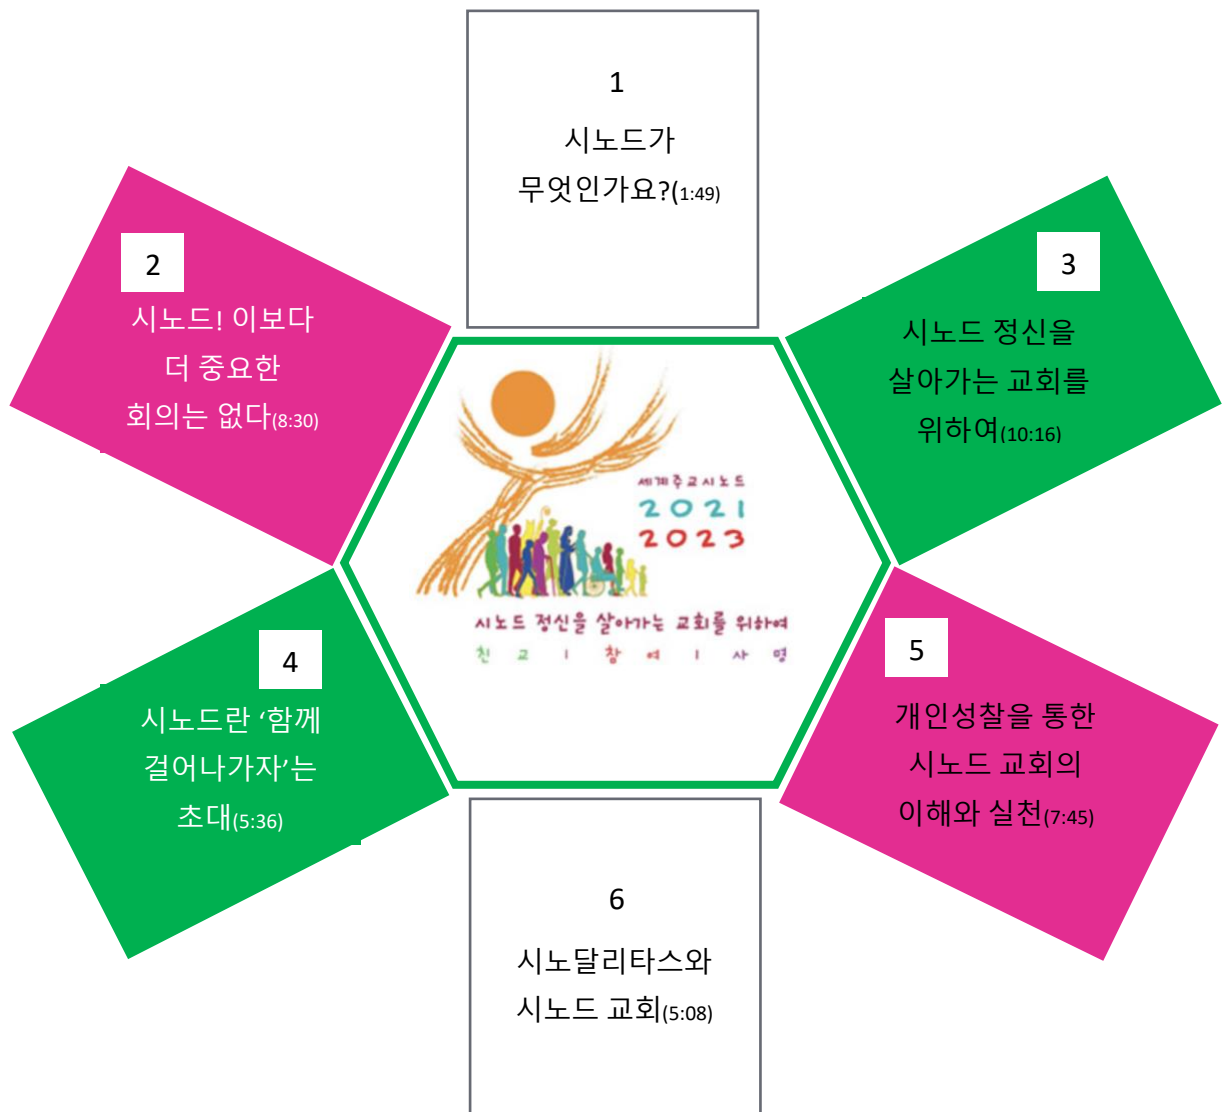 1
시노드가
무엇인가요?(1:49)
2
시노드! 이보다
더 중요한
회의는 없다(8:30)
3
시노드 정신을
살아가는 교회를
위하여(10:16)
세계주교시노드
2021
2023
시노드 정신을 살아가는 교회를 위하여
친교 | 참여 | 사명
4
시노드란 ‘함께
걸어나가자’는
초대(5:36)
5
개인성찰을 통한
시노드 교회의
이해와 실천(7:45)
6
시노달리타스와
시노드 교회(5:08)